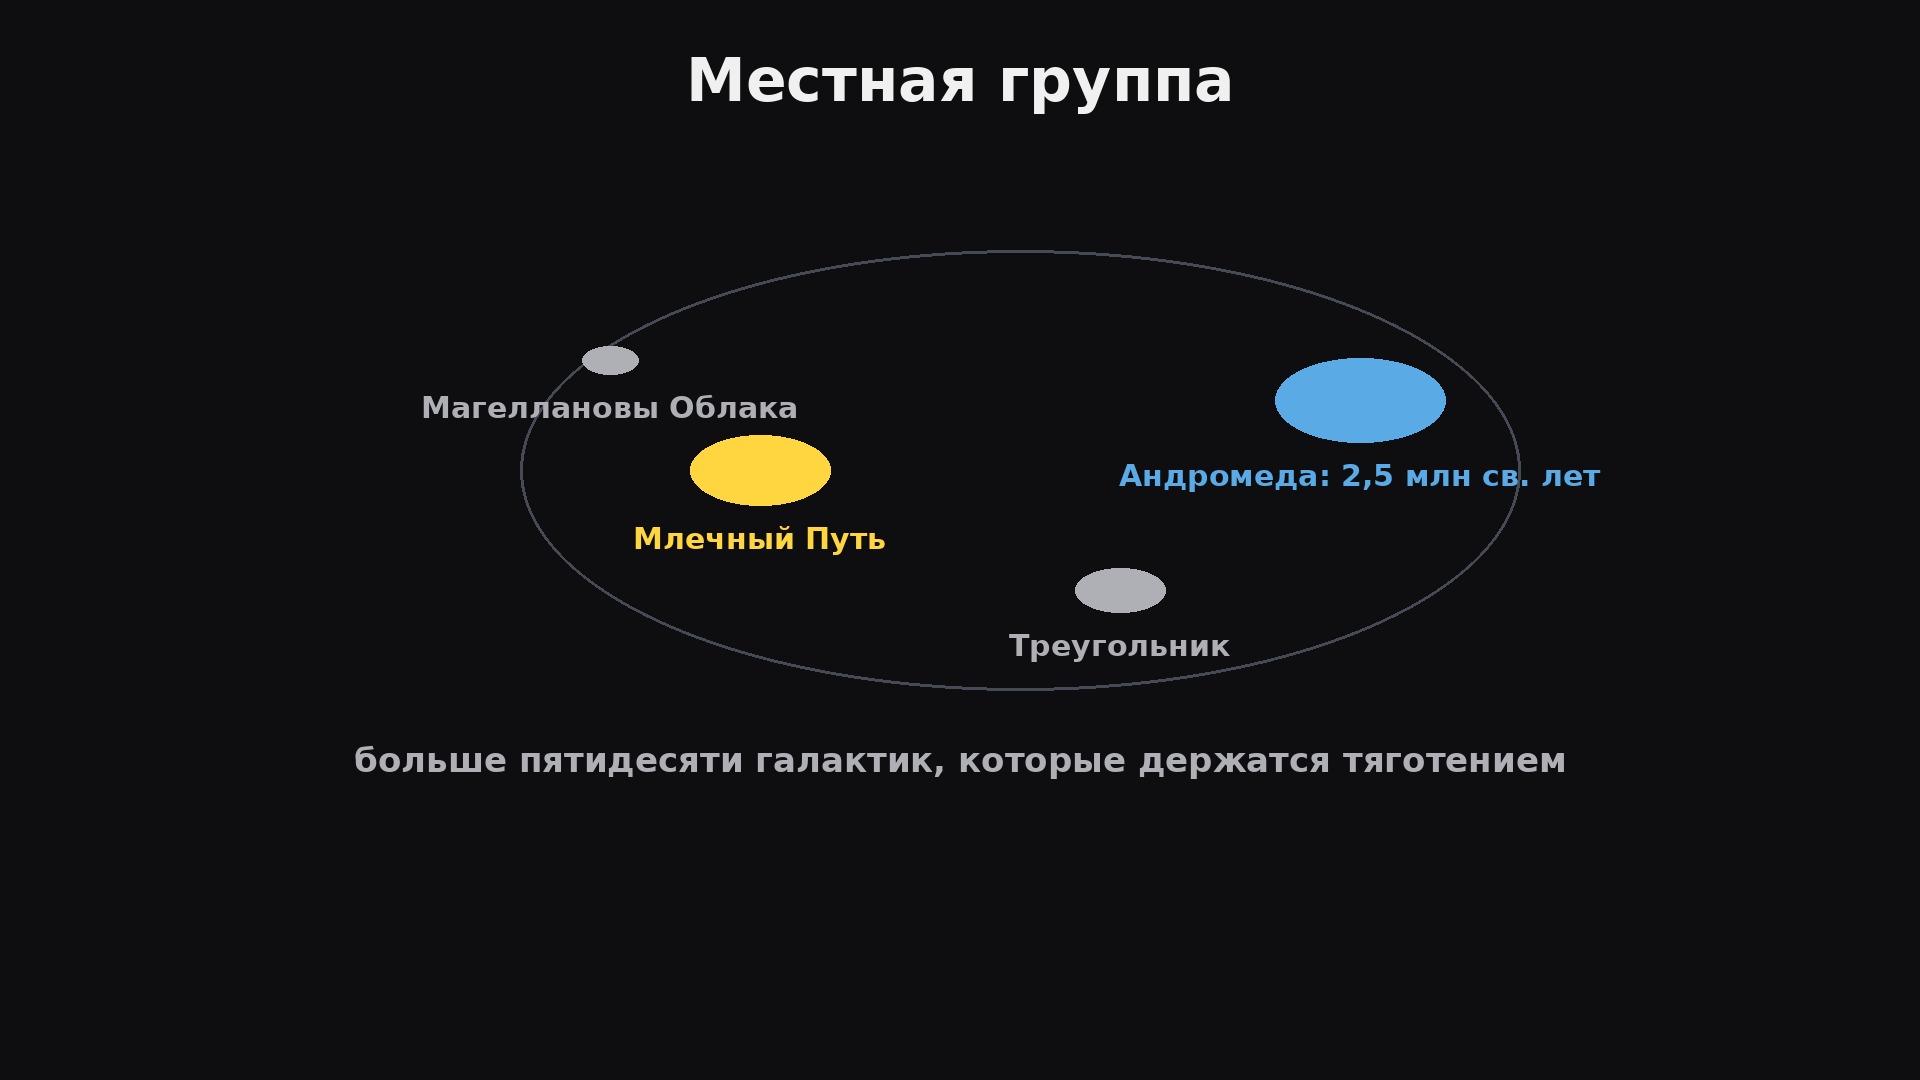 Местная группа
Магеллановы Облака
Андромеда: 2,5 млн св. лет
Млечный Путь
Треугольник
больше пятидесяти галактик, которые держатся тяготением